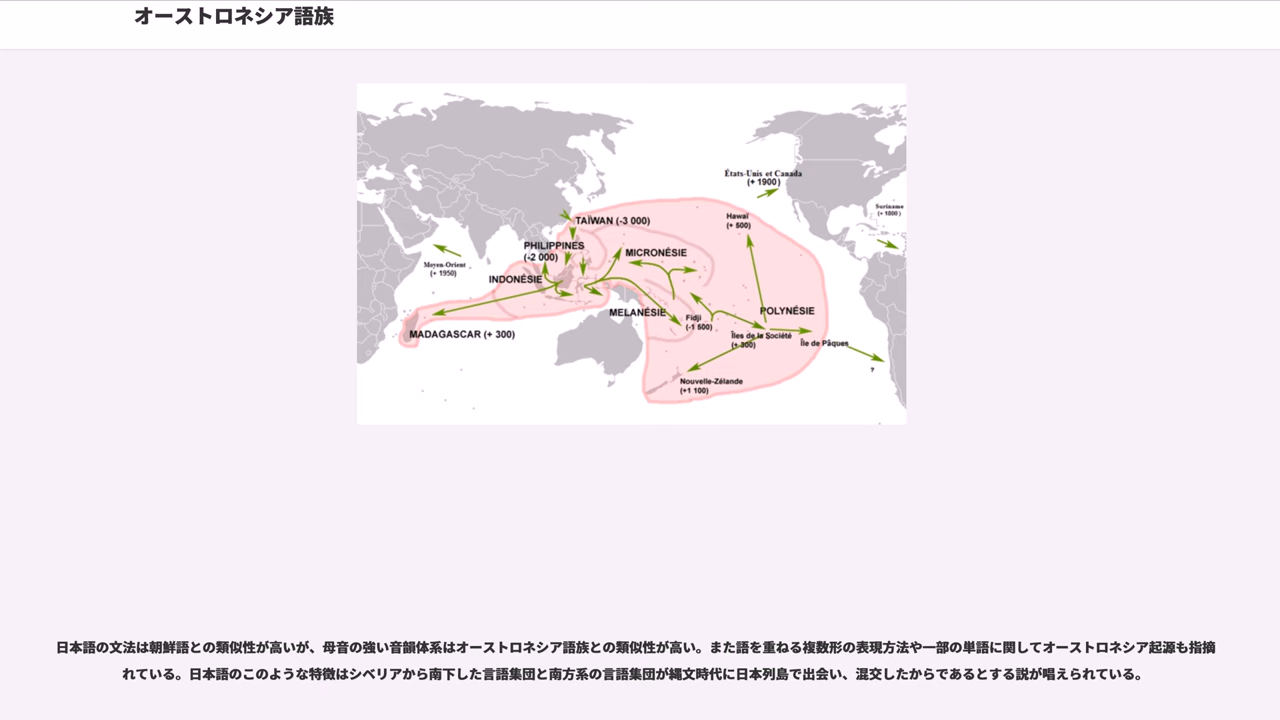 オーストロネシア語族
États-Unis et Canada
(+ 1900)
Suriname
(+ 1800)
Hawaï
(+ 500)
TAÏWAN (-3 000)
PHILIPPINES
(-2 000)
MICRONÉSIE
Moyen-Orient
(+ 1950)
INDONÉSIE
MELANÉSIE
Fidji
(-1 500)
POLYNÉSIE
MADAGASCAR (+ 300)
Îles de la Société
(+ 300)
Île de Pâques
?
Nouvelle-Zélande
(+1 100)
日本語の文法は朝鮮語との類似性が高いが、母音の強い音韻体系はオーストロネシア語族との類似性が高い。また語を重ねる複数形の表現方法や一部の単語に関してオーストロネシア起源も指摘
れている。日本語のこのような特徴はシベリアから南下した言語集団と南方系の言語集団が縄文時代に日本列島で出会い、混交したからであるとする説が唱えられている。